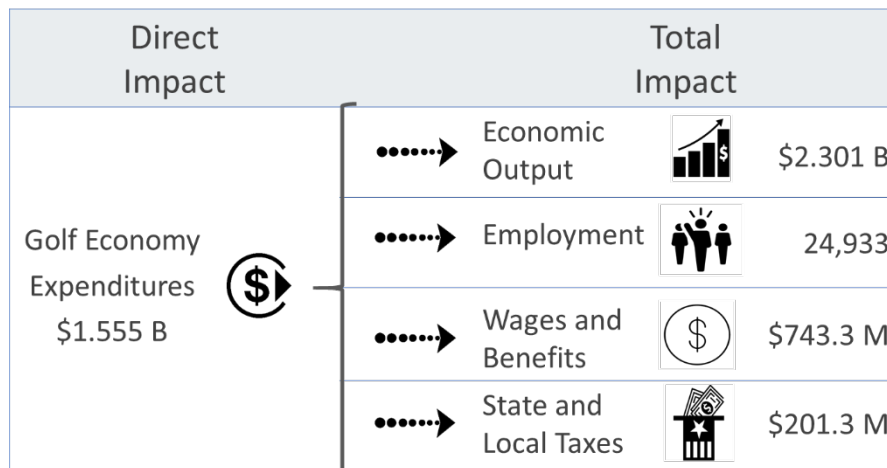 Direct
Impact
Total
Impact
Golf Economy
Expenditures
$1.555 B
$
Economic
Output
$
$2.301 B
Employment
24,933
Wages and
Benefits
$
$743.3 M
State and
Local Taxes
$201.3 M